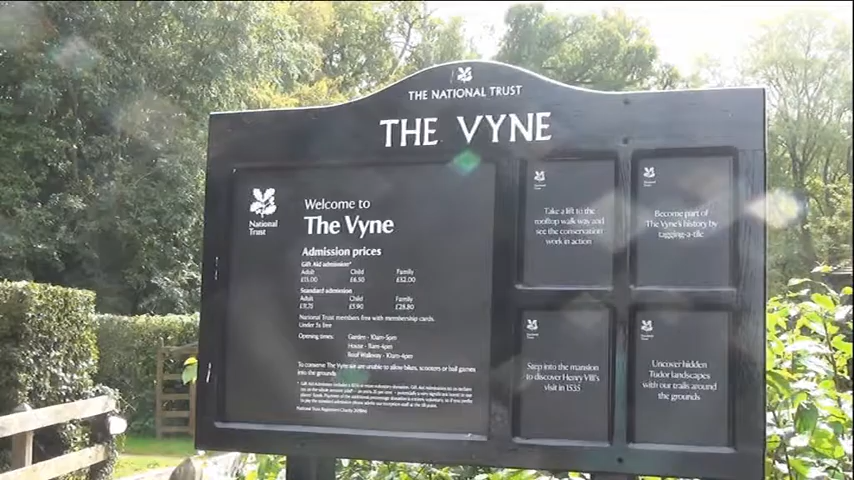 THE NATIONAL TRUST
THE VYNE
National
Trust
Welcome to
The Vyne
Admission prices
Gift Aid admission*
Adult Child Family
£13.00 £6.50 £32.00
Standard admission
Adult Child Family
£5.90 £28.80
National Trust members free with membership cards
Under 5s free
Opening times:
Garden - 10am-5pm
House - 11am-4pm
Roof Walkway - 11am-4pm
To conserve The Vyne we are unable to allow bikes, scooters or ball games
into the grounds
Take a lift to the
rooftop walk way and
see the conservation
work in action
Become part of
The Vyne's history by
tagging-a-tile
Step into the mansion
to discover Henry VIII's
visit in 1535
Uncover hidden
Tudor landscapes
with our trails around
the grounds